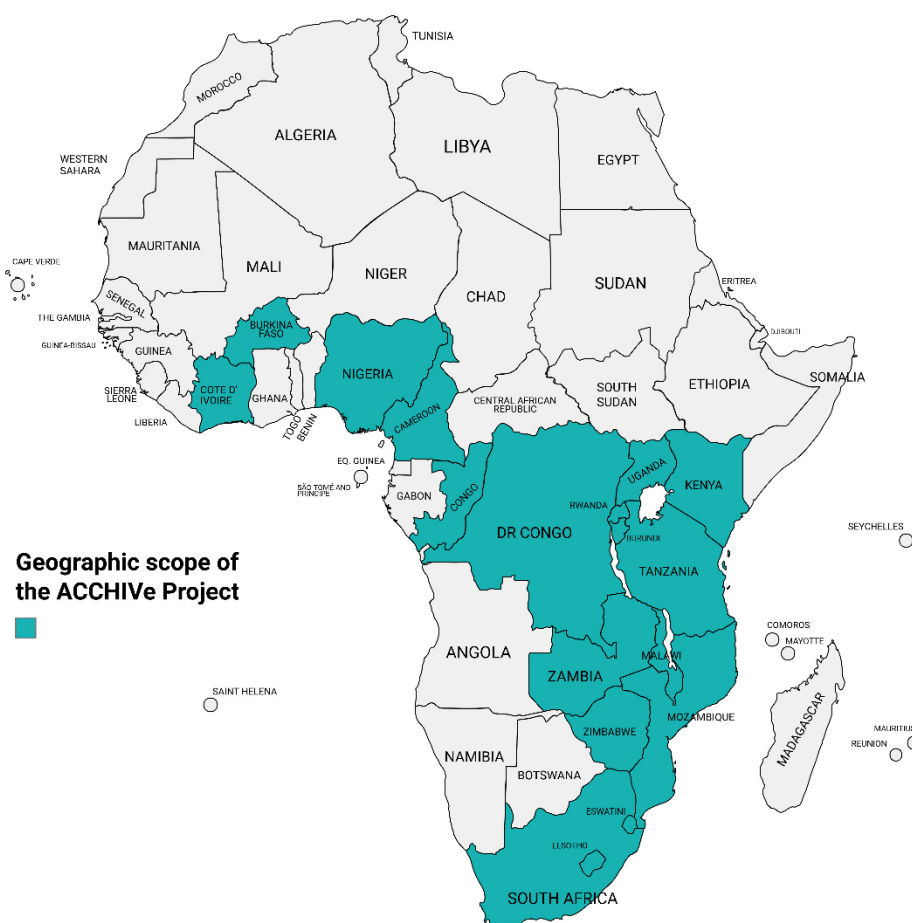 TUNISIA
MOROCCO
ALGERIA
LIBYA
EGYPT
WESTERN
SAHARA
MAURITANIA
MALI
NIGER
CHAD
SUDAN
ERITREA
CAPE VERDE
SENEGAL
THE GAMBIA
GUINEA-BISSAU
GUINEA
SIERRA
LEONE
LIBERIA
COTE D'
IVOIRE
BURKINA
FASO
GHANA
TOGO
BENIN
NIGERIA
CAMEROON
CENTRAL AFRICAN
REPUBLIC
SOUTH
SUDAN
ETHIOPIA
DJIBOUTI
SOMALIA
EQ. GUINEA
SÃO TOMÉ AND
PRÍNCIPE
GABON
CONGO
DR CONGO
UGANDA
KENYA
RWANDA
BURUNDI
TANZANIA
SEYCHELLES
Geographic scope of
the ACCHIVe Project
ANGOLA
ZAMBIA
MALAWI
MOZAMBIQUE
COMOROS
MAYOTTE
SAINT HELENA
ZIMBABWE
NAMIBIA
BOTSWANA
MADAGASCAR
MAURITIUS
REUNION
ESWATINI
LESOTHO
SOUTH AFRICA